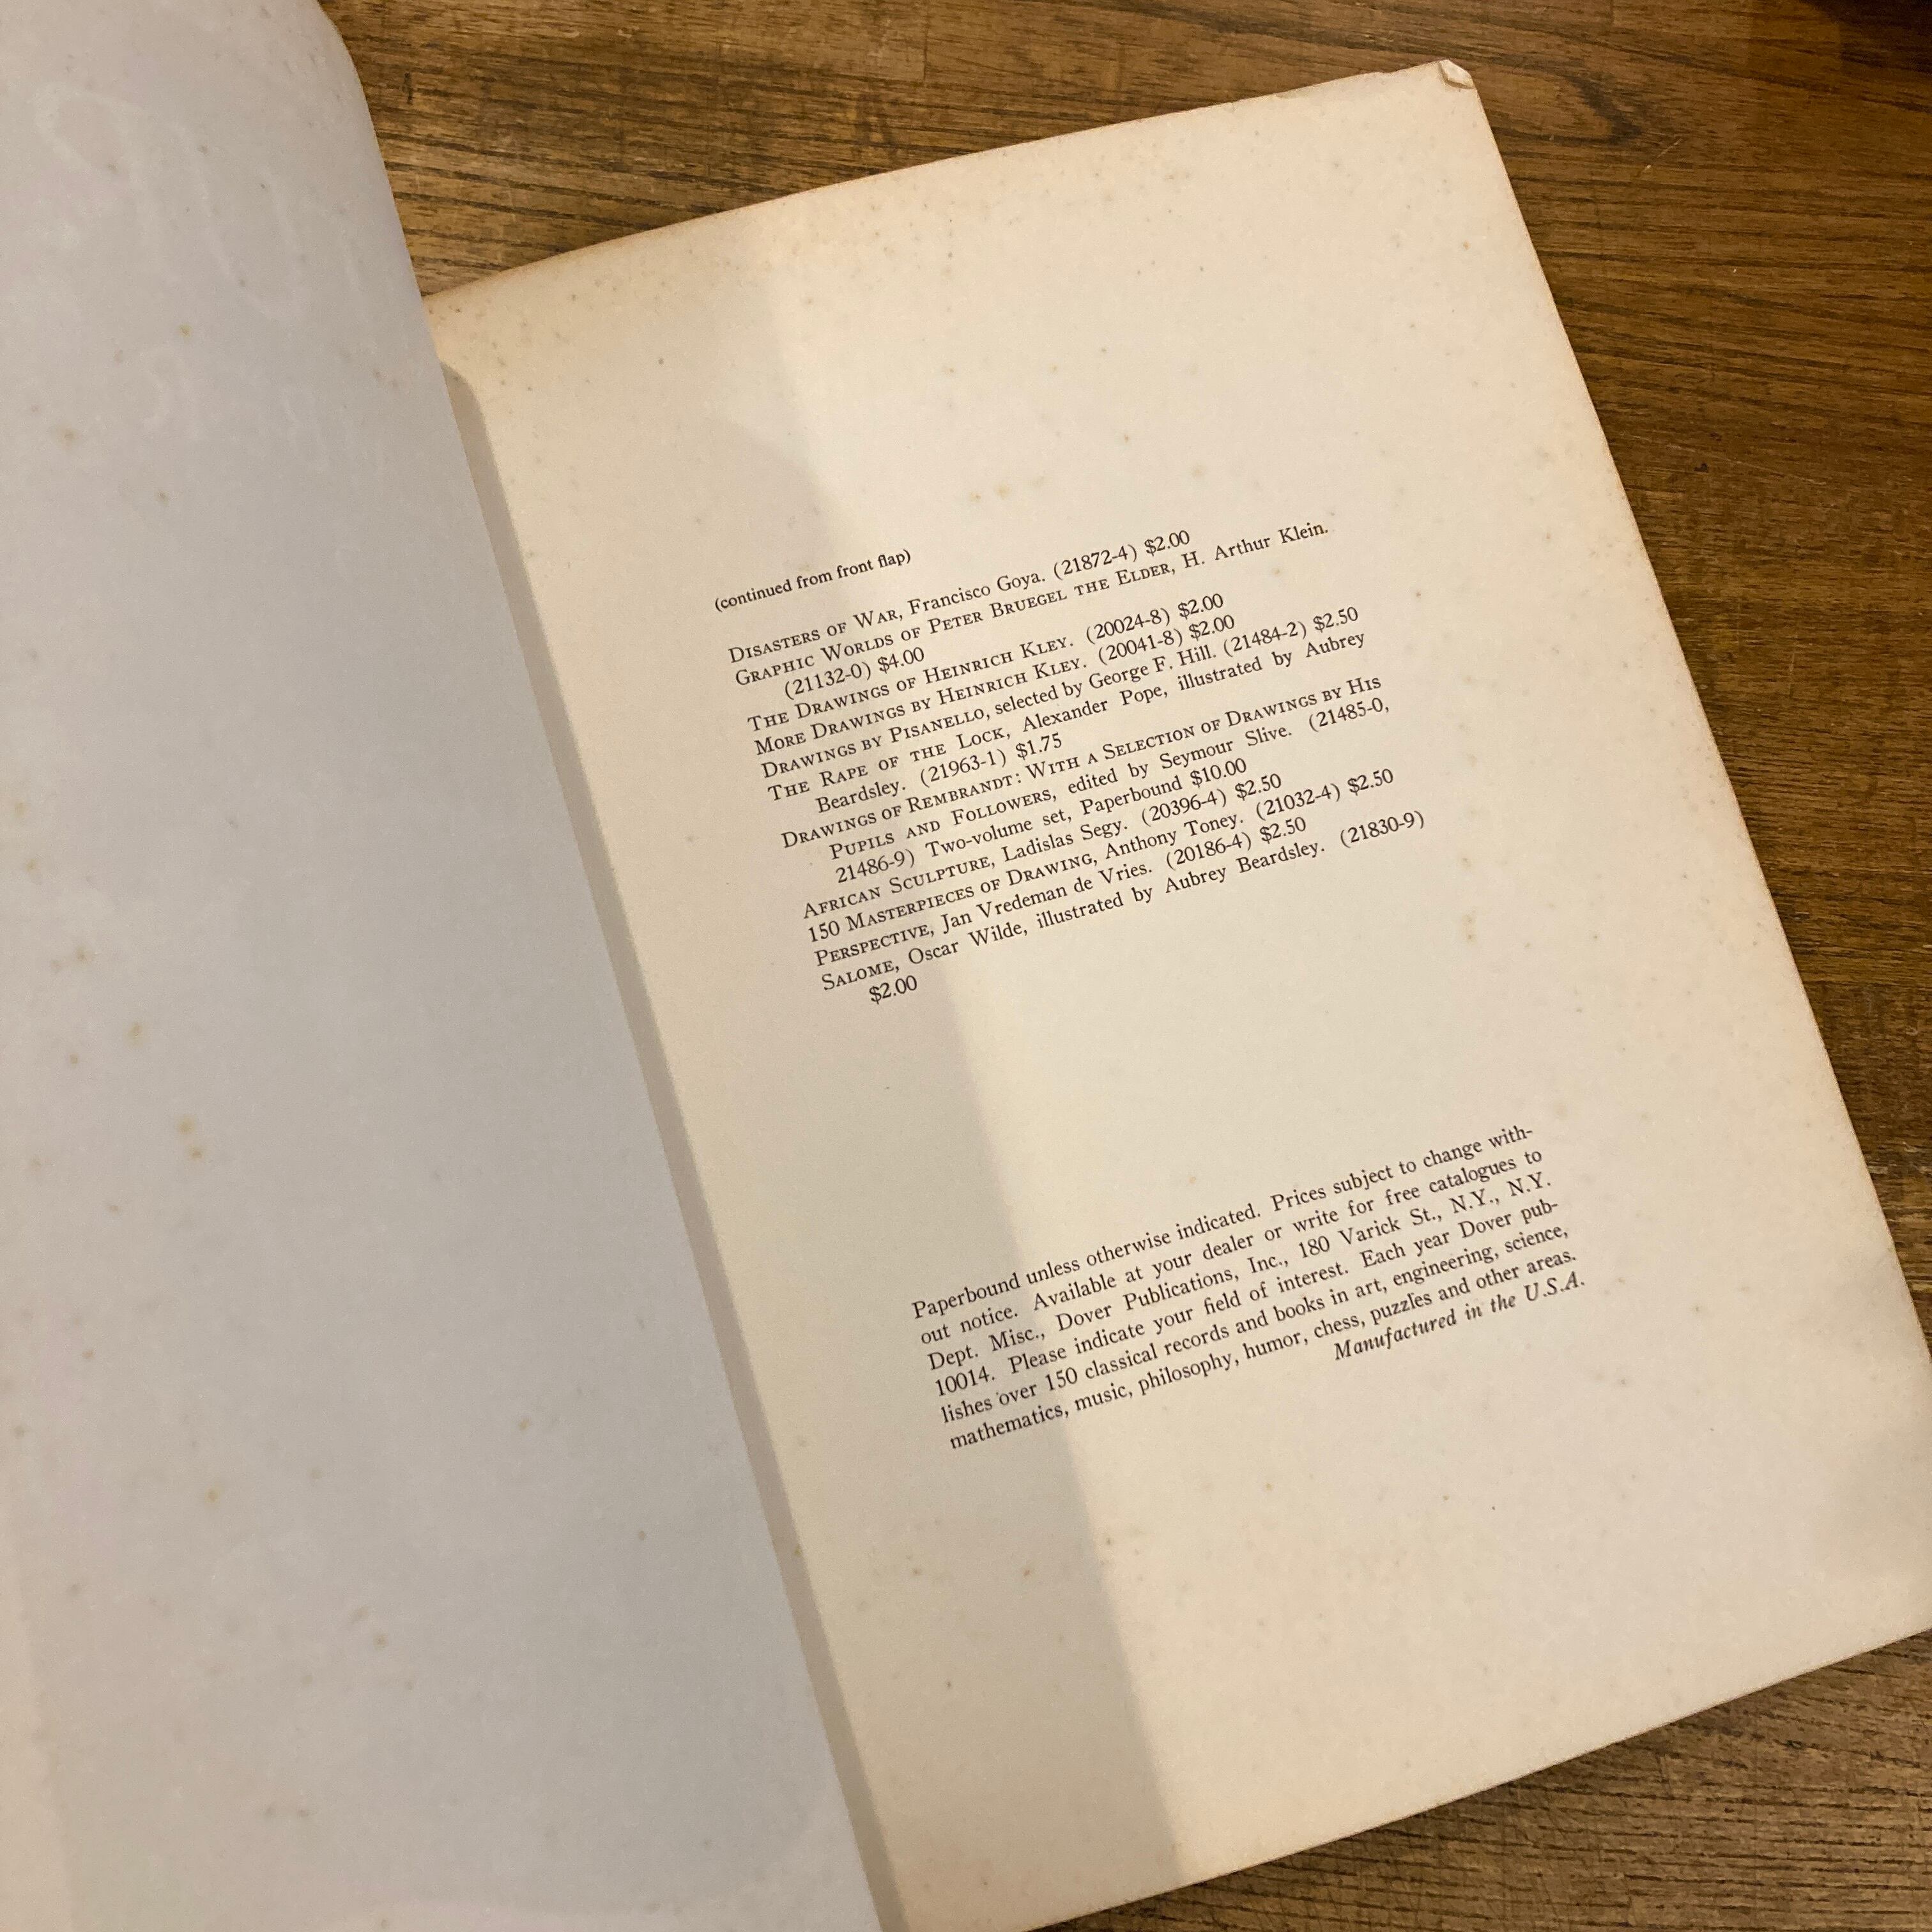 (continued from front flap)
DISASTERS OF WAR, Francisco Goya. (21872-4) $2.00
GRAPHIC WORLDS OF PETER BRUEGEL THE ELDER, H. Arthur Klein.
(21132-0) $4.00
THE DRAWINGS OF HEINRICH KLEY. (20024-8) $2.00
MORE DRAWINGS BY HEINRICH KLEY. (20041-8) $2.00
DRAWINGS BY PISANELLO, selected by George F. Hill. (21484-2) $2.50
THE RAPE OF THE LOCK, Alexander Pope, illustrated by Aubrey
Beardsley. (21963-1) $1.75
DRAWINGS OF REMBRANDT: WITH A SELECTION OF DRAWINGS BY HIS
PUPILS AND FOLLOWERS, edited by Seymour Slive. (21485-0,
21486-9) Two-volume set, Paperbound $10.00
AFRICAN SCULPTURE, Ladislas Segy. (20396-4) $2.50
150 MASTERPIECES OF DRAWING, Anthony Toney. (21032-4) $2.50
PERSPECTIVE, Jan Vredeman de Vries. (20186-4) $2.50
SALOME, Oscar Wilde, illustrated by Aubrey Beardsley. (21830-9)
$2.00
Paperbound unless otherwise indicated. Prices subject to change with-
out notice. Available at your dealer or write for free catalogues to
Dept. Misc., Dover Publications, Inc., 180 Varick St., N.Y., N.Y.
10014. Please indicate your field of interest. Each year Dover pub-
lishes over 150 classical records and books in art, engineering, science,
mathematics, music, philosophy, humor, chess, puzzles and other areas.
Manufactured in the U.S.A.